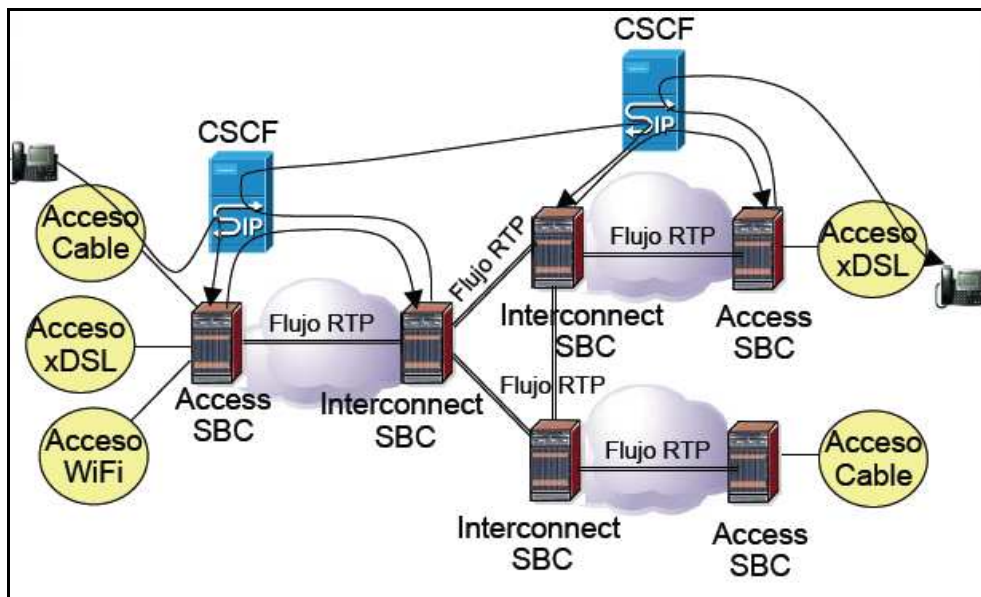 CSCF
CSCF
IP
IP
Acceso
Cable
Acceso
xDSL
Acceso
WiFi
Flujo RTP
Access
SBC
Interconnect
SBC
Flujo RTP
Flujo RTP
Interconnect
SBC
Access
SBC
Acceso
xDSL
Flujo RTP
Flujo RTP
Interconnect
SBC
Access
SBC
Acceso
Cable